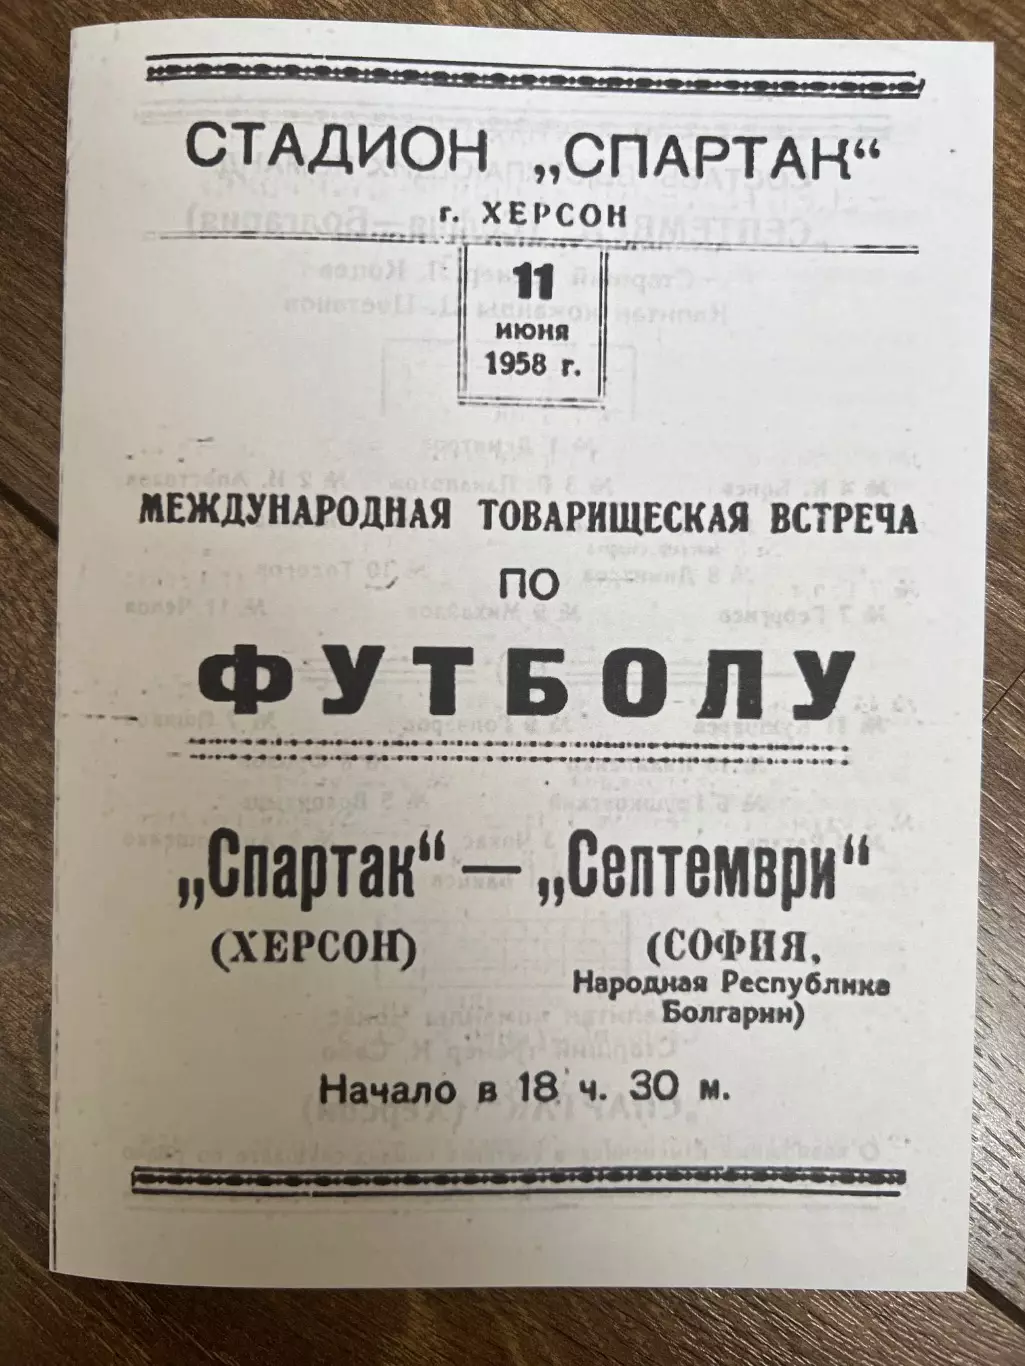 СТАДИОН „СПАРТАК“
г. ХЕРСОН
11
июня
1958 г.
МЕЖДУНАРОДНАЯ ТОВАРИЩЕСКАЯ ВСТРЕЧА
ПО
ФУТБОЛУ
„Спартак“ — „Септември“
(ХЕРСОН) (СОФИЯ,
Народная Республика
Болгарии)
Начало в 18 ч. 30 м.